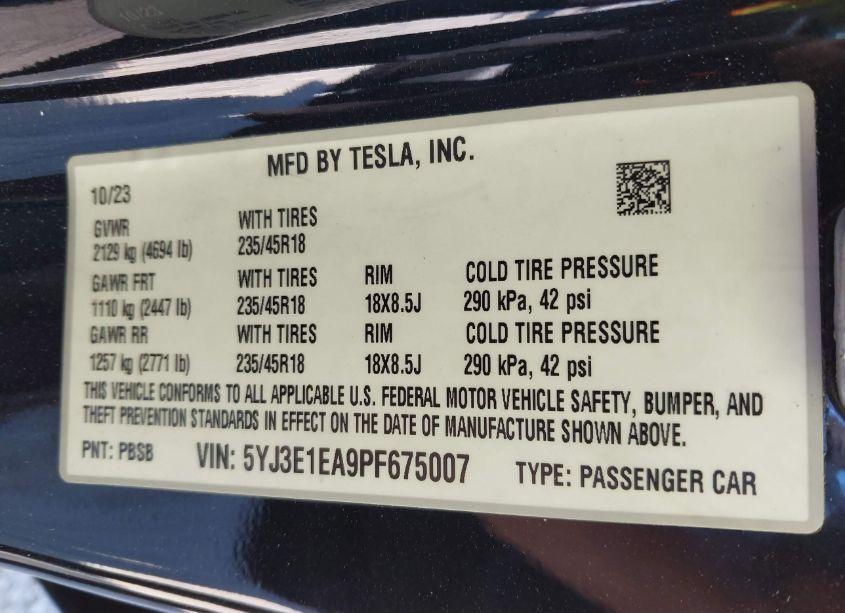 MFD BY TESLA, INC.
10/23
GVWR WITH TIRES
2129 kg (4694 lb) 235/45R18
GAWR FRT WITH TIRES RIM COLD TIRE PRESSURE
1110 kg (2447 lb) 235/45R18 18X8.5J 290 kPa, 42 psi
GAWR RR WITH TIRES RIM COLD TIRE PRESSURE
1257 kg (2771 lb) 235/45R18 18X8.5J 290 kPa, 42 psi
THIS VEHICLE CONFORMS TO ALL APPLICABLE U.S. FEDERAL MOTOR VEHICLE SAFETY, BUMPER, AND
THEFT PREVENTION STANDARDS IN EFFECT ON THE DATE OF MANUFACTURE SHOWN ABOVE.
PNT: PBSB VIN: 5YJ3E1EA9PF675007 TYPE: PASSENGER CAR